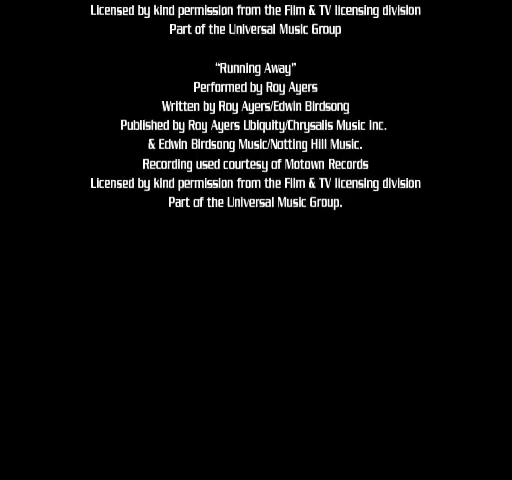 Licensed by kind permission from the Film & TV licensing division
Part of the Universal Music Group
“Running Away”
Performed by Roy Ayers
Written by Roy Ayers/Edwin Birdsong
Published by Roy Ayers Ubiquity/Chrysalis Music Inc.
& Edwin Birdsong Music/Notting Hill Music.
Recording used courtesy of Motown Records
Licensed by kind permission from the Film & TV licensing division
Part of the Universal Music Group.